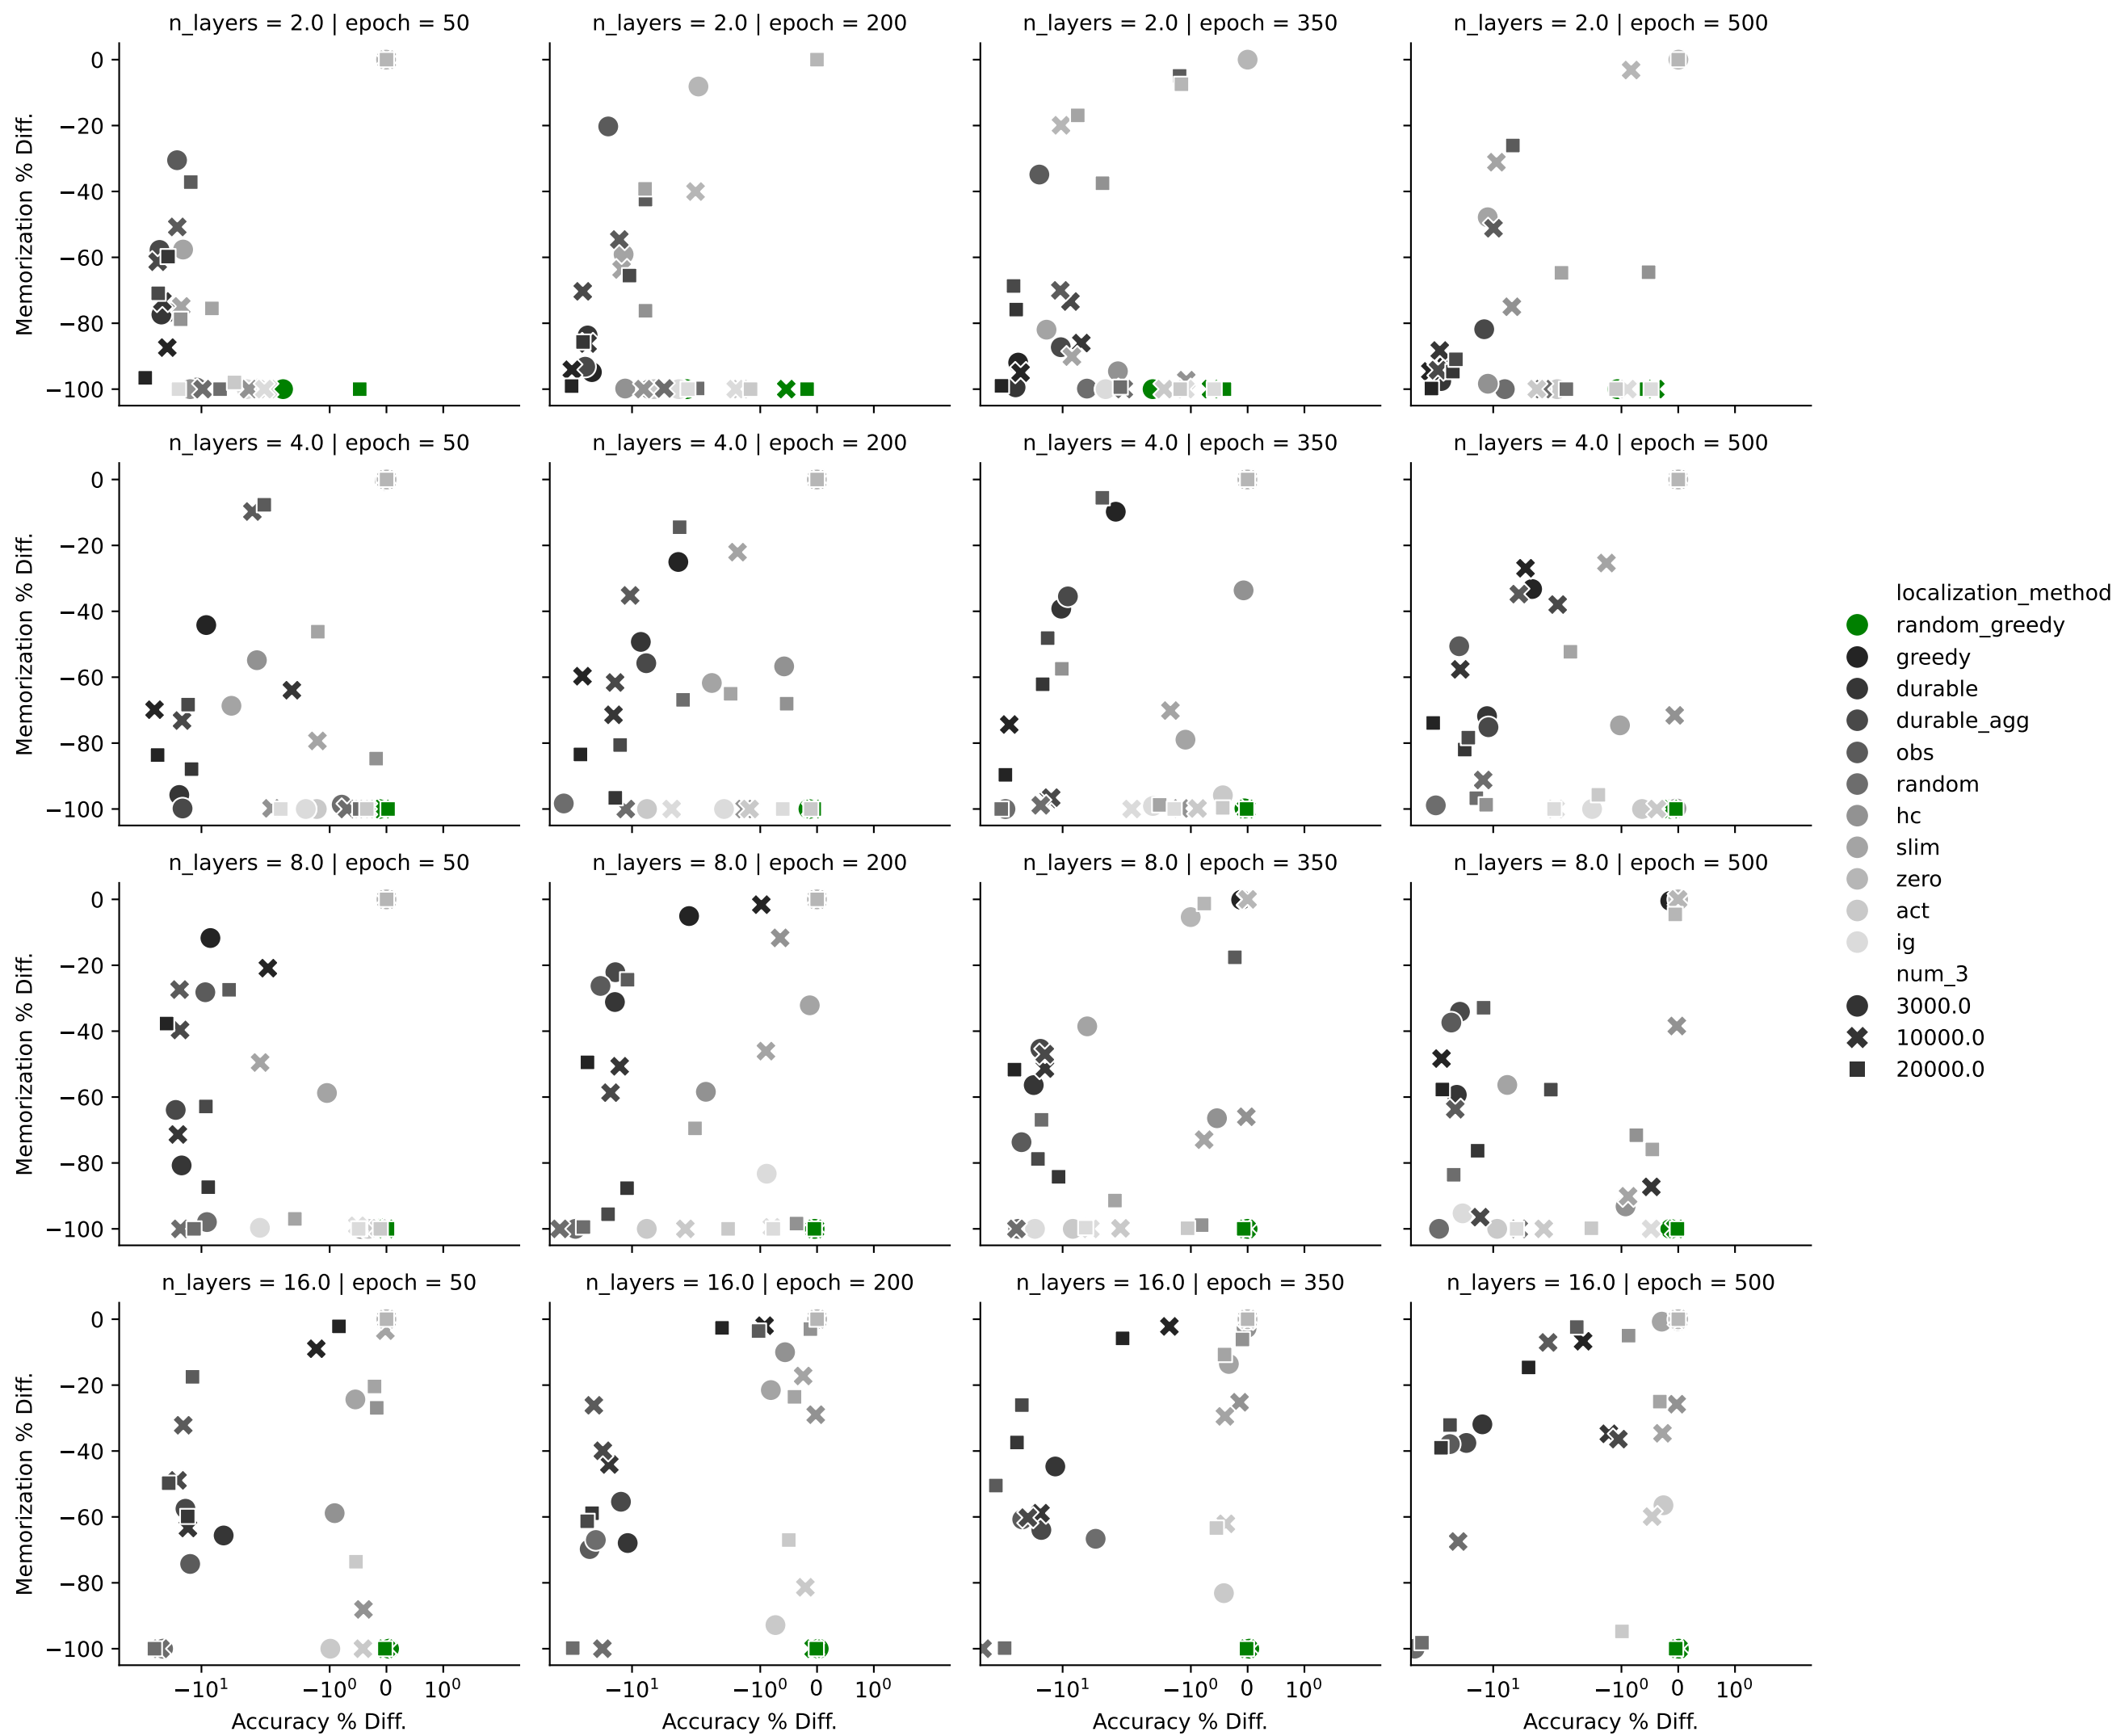 n_layers = 2.0 | epoch = 50
n_layers = 2.0 | epoch = 200
n_layers = 2.0 | epoch = 350
n_layers = 2.0 | epoch = 500
0
−20
−40
−60
−80
−100
Memorization % Diff.
n_layers = 4.0 | epoch = 50
n_layers = 4.0 | epoch = 200
n_layers = 4.0 | epoch = 350
n_layers = 4.0 | epoch = 500
0
−20
−40
−60
−80
−100
Memorization % Diff.
localization_method
random_greedy
greedy
durable
durable_agg
obs
random
hc
slim
zero
act
ig
num_3
3000.0
10000.0
20000.0
n_layers = 8.0 | epoch = 50
n_layers = 8.0 | epoch = 200
n_layers = 8.0 | epoch = 350
n_layers = 8.0 | epoch = 500
0
−20
−40
−60
−80
−100
Memorization % Diff.
n_layers = 16.0 | epoch = 50
n_layers = 16.0 | epoch = 200
n_layers = 16.0 | epoch = 350
n_layers = 16.0 | epoch = 500
0
−20
−40
−60
−80
−100
Memorization % Diff.
−10¹ −10⁰ 0 10⁰
−10¹ −10⁰ 0 10⁰
−10¹ −10⁰ 0 10⁰
−10¹ −10⁰ 0 10⁰
Accuracy % Diff.
Accuracy % Diff.
Accuracy % Diff.
Accuracy % Diff.